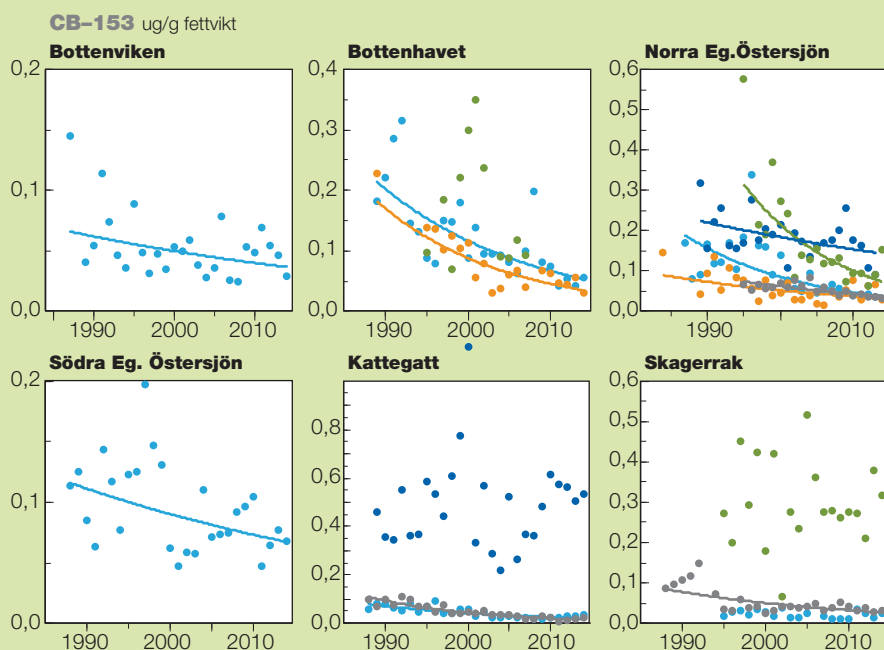 CB–153 ug/g fettvikt
Bottenviken
0,2
0,1
0,0
1990 2000 2010
Bottenhavet
0,4
0,3
0,2
0,1
0,0
1990 2000 2010
Norra Eg.Östersjön
0,6
0,5
0,4
0,3
0,2
0,1
0,0
1990 2000 2010
Södra Eg. Östersjön
0,2
0,1
0,0
1990 2000 2010
Kattegatt
0,8
0,6
0,4
0,2
0,0
1990 2000 2010
Skagerrak
0,6
0,5
0,4
0,3
0,2
0,1
0,0
1990 2000 2010